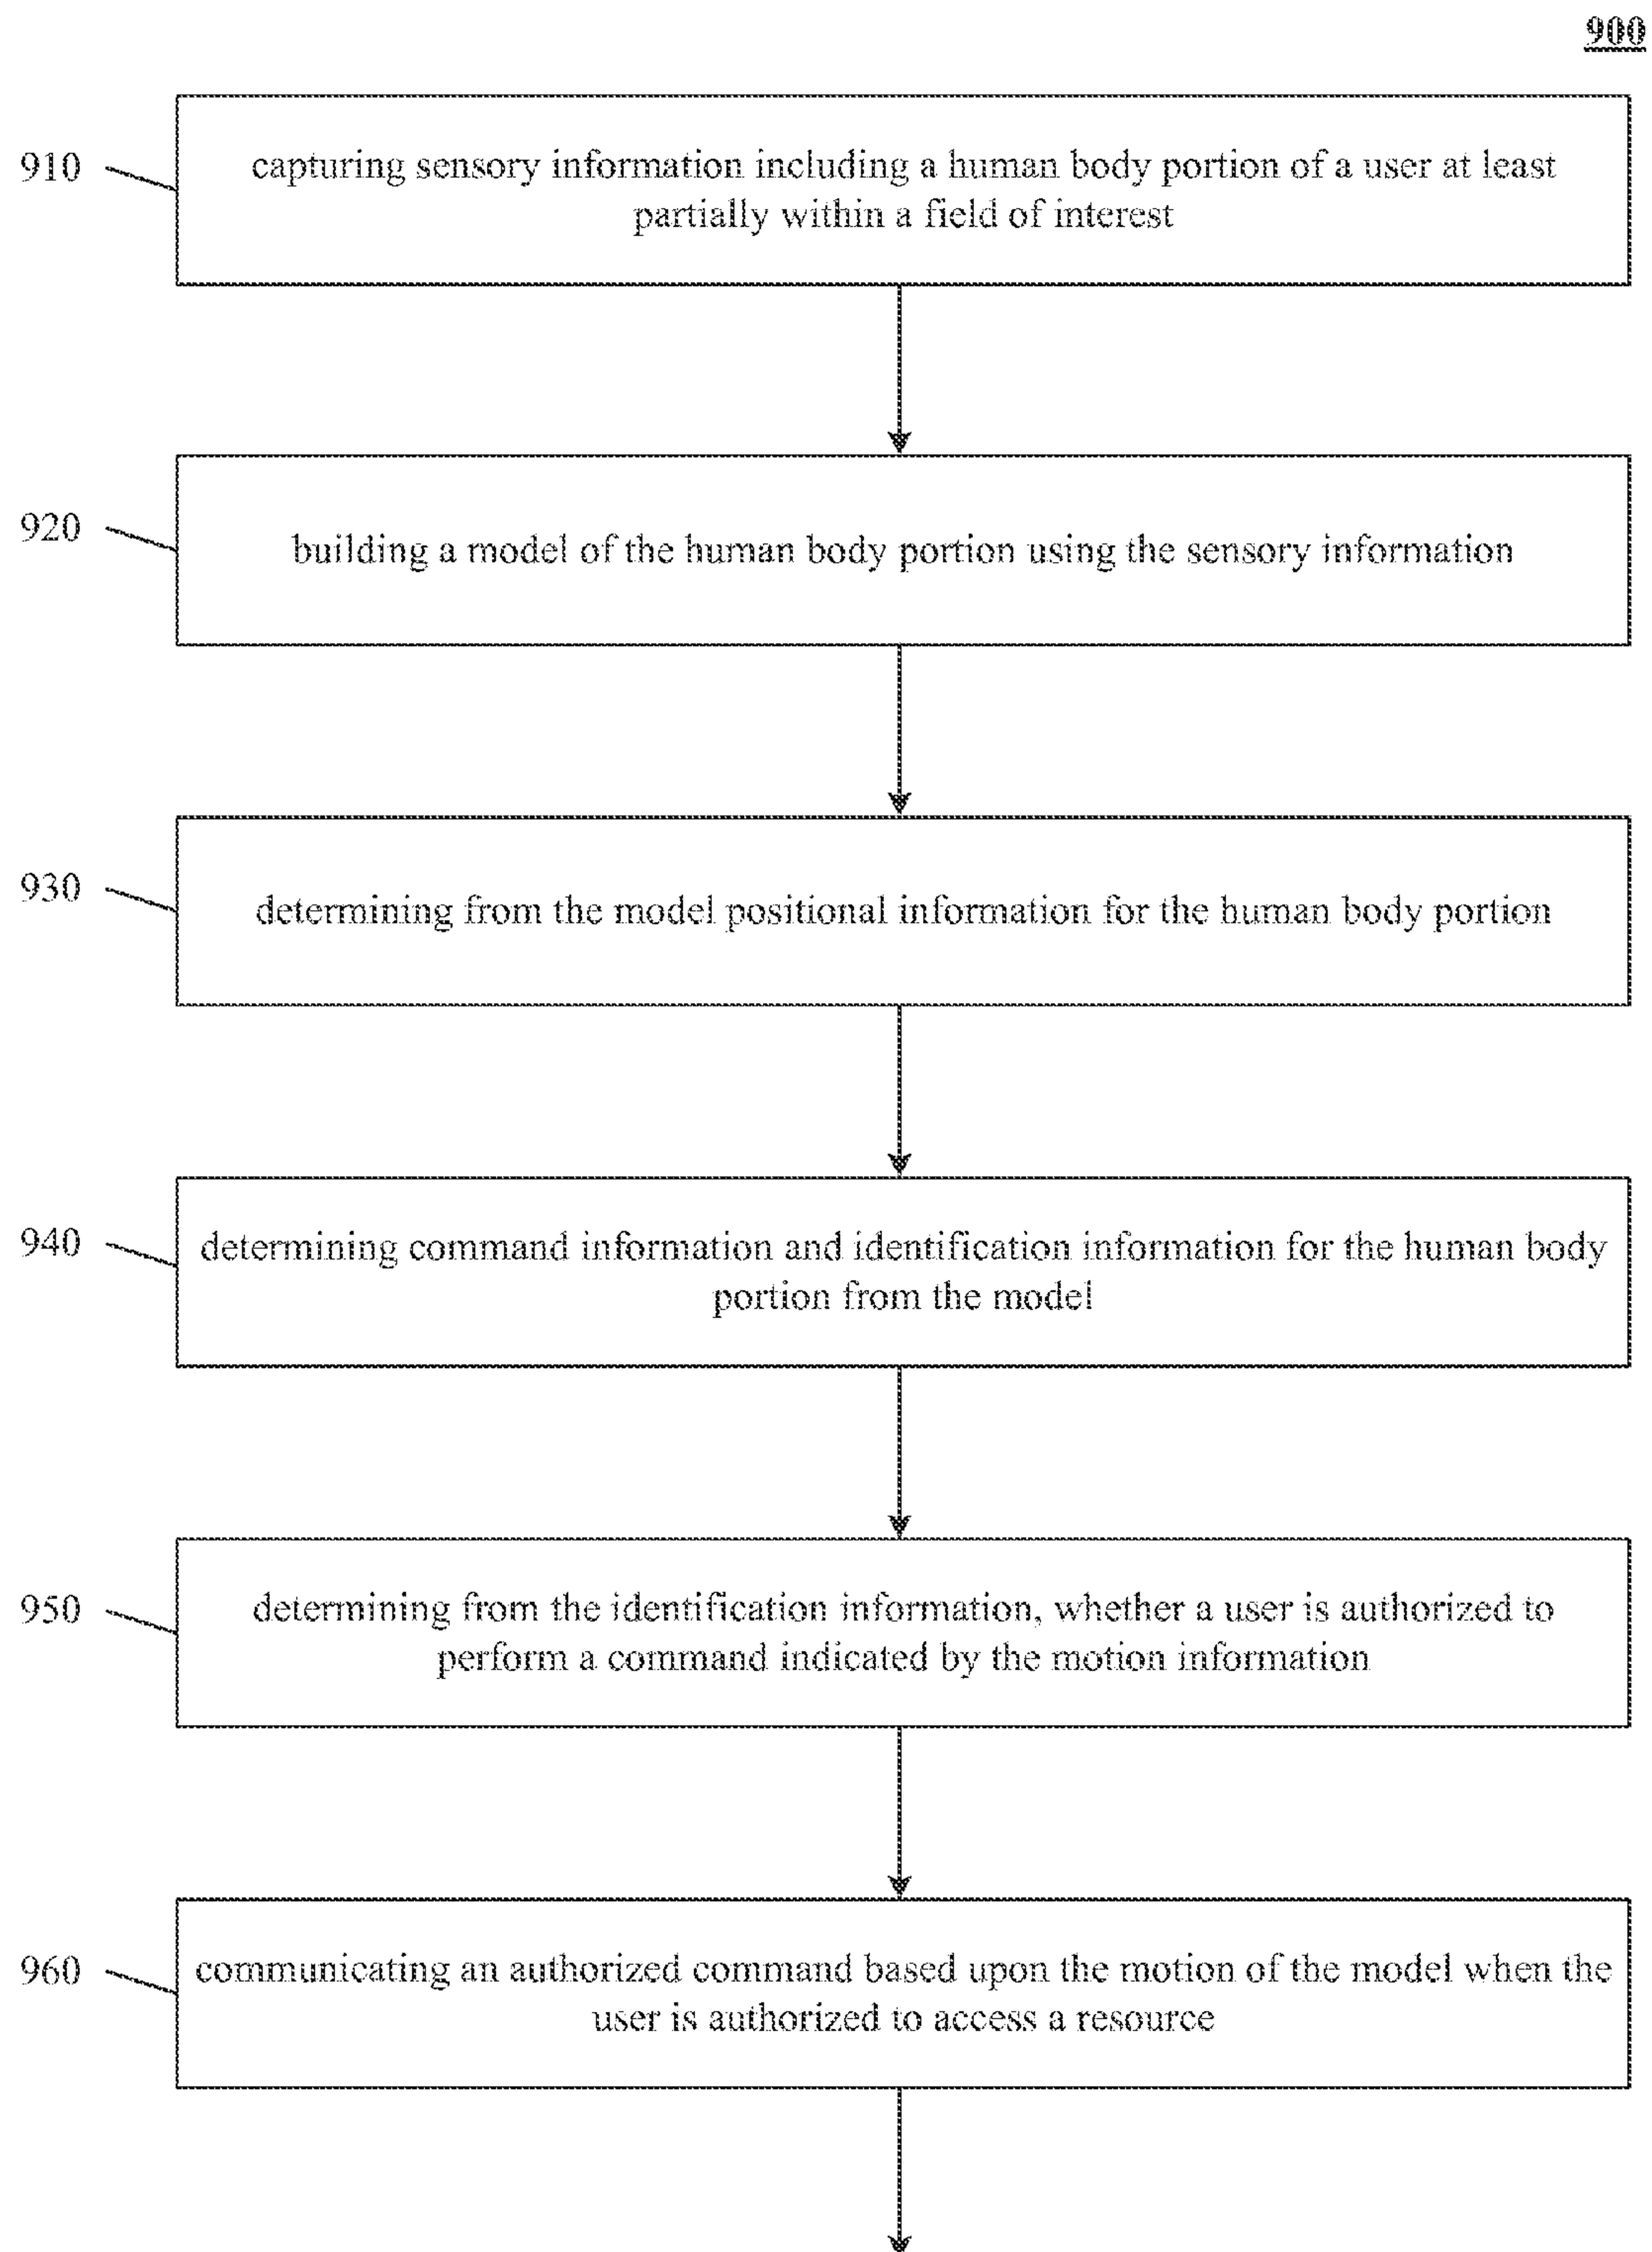 900
910
capturing sensory information including a human body portion of a user at least
partially within a field of interest
920
building a model of the human body portion using the sensory information
930
determining from the model positional information for the human body portion
940
determining command information and identification information for the human body
portion from the model
950
determining from the identification information, whether a user is authorized to
perform a command indicated by the motion information
960
communicating an authorized command based upon the motion of the model when the
user is authorized to access a resource